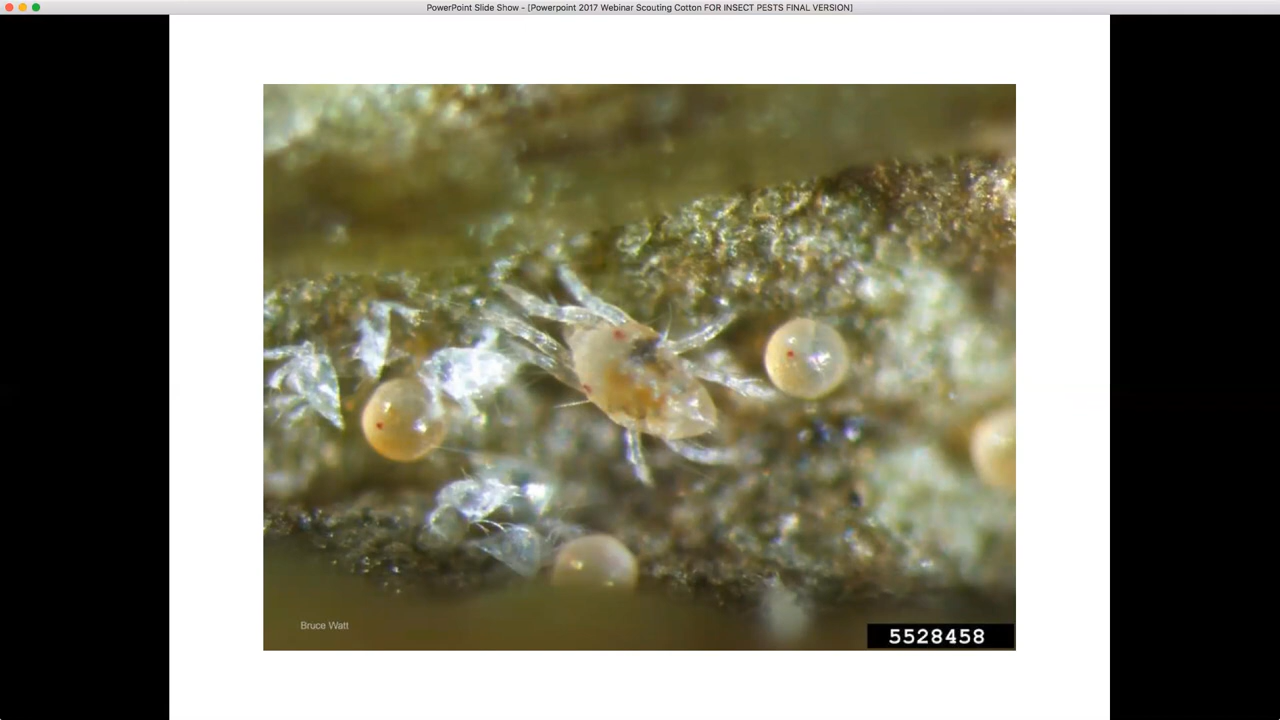 PowerPoint Slide Show - [Powerpoint 2017 Webinar Scouting Cotton FOR INSECT PESTS FINAL VERSION]
Bruce Watt
5528458